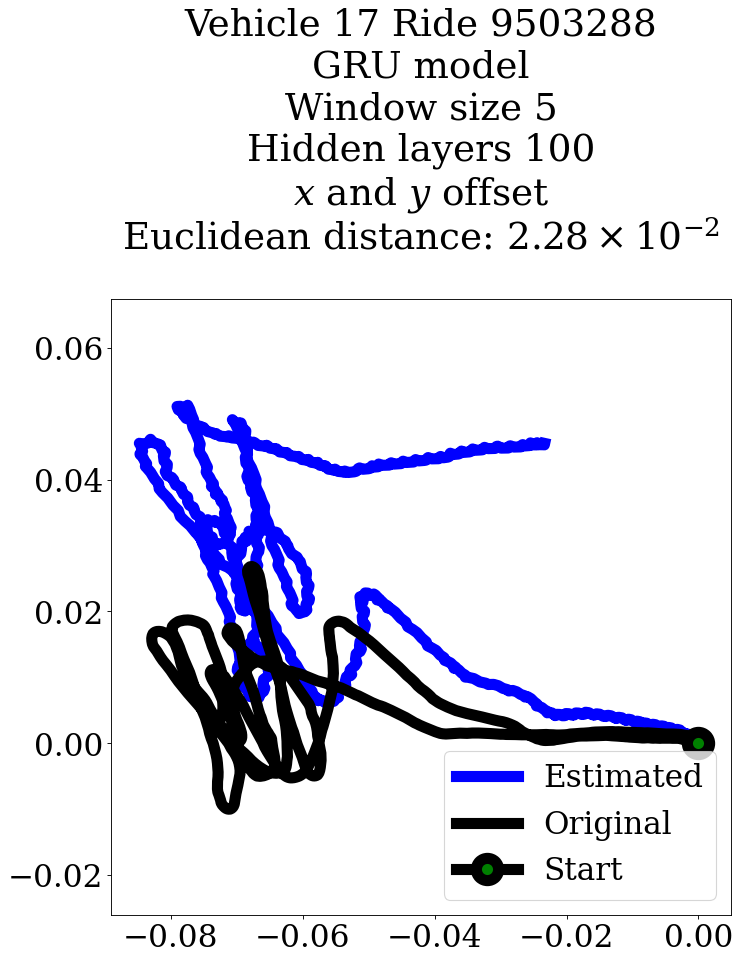 Vehicle 17 Ride 9503288
GRU model
Window size 5
Hidden layers 100
x and y offset
Euclidean distance: 2.28 × 10⁻²
0.06
0.04
0.02
0.00
−0.02
Estimated
Original
Start
−0.08 −0.06 −0.04 −0.02 0.00